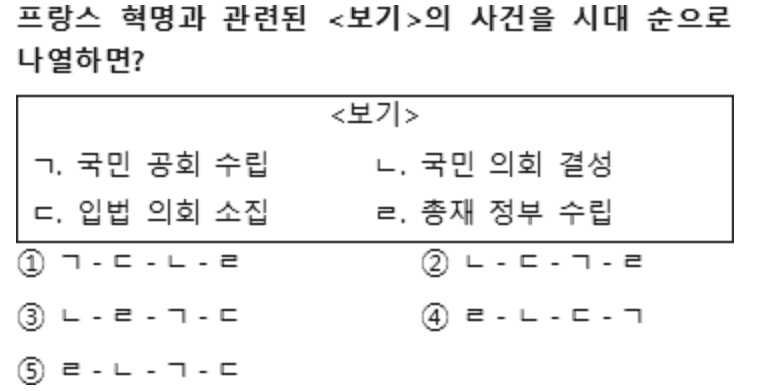 프랑스 혁명과 관련된 <보기>의 사건을 시대 순으로
나열하면?
<보기>
ㄱ. 국민 공회 수립 ㄴ. 국민 의회 결성
ㄷ. 입법 의회 소집 ㄹ. 총재 정부 수립
① ㄱ - ㄷ - ㄴ - ㄹ ② ㄴ - ㄷ - ㄱ - ㄹ
③ ㄴ - ㄹ - ㄱ - ㄷ ④ ㄹ - ㄴ - ㄷ - ㄱ
⑤ ㄹ - ㄴ - ㄱ - ㄷ